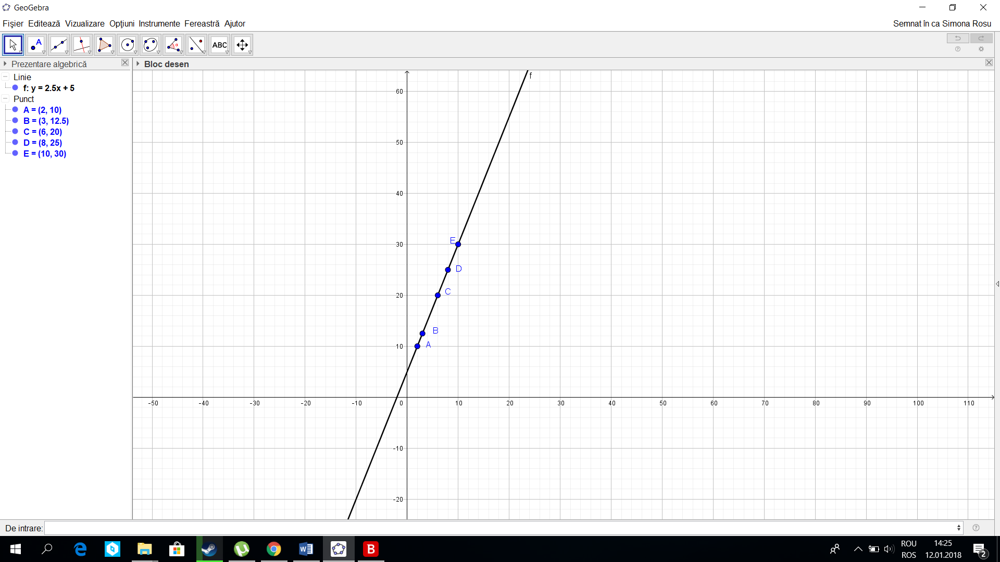 GeoGebra
Fişier Editează Vizualizare Opţiuni Instrumente Fereastră Ajutor Semnat în ca Simona Rosu
A ABC α
Prezentare algebrică
Bloc desen
Linie
f: y = 2.5x + 5
Punct
A = (2, 10)
B = (3, 12.5)
C = (6, 20)
D = (8, 25)
E = (10, 30)
f
60
50
40
30
20
10
E
D
C
B
A
-50 -40 -30 -20 -10 0 10 20 30 40 50 60 70 80 90 100 110
-10
-20
De intrare:
W B
ROU 14:25
ROS 12.01.2018 2